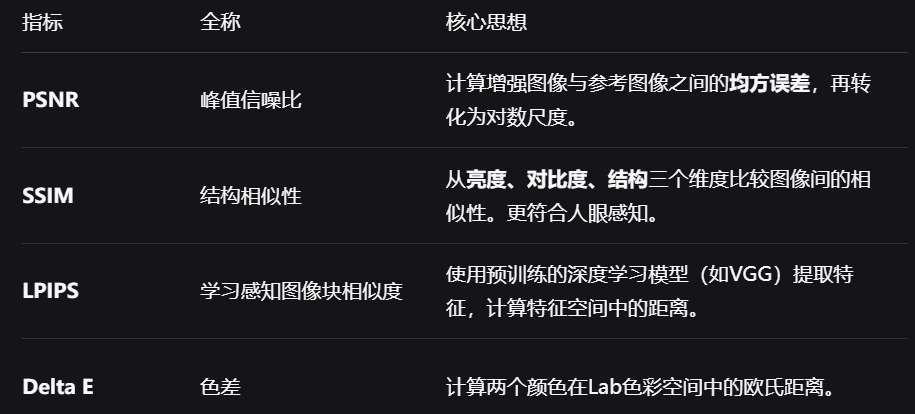 指标 全称 核心思想
PSNR 峰值信噪比 计算增强图像与参考图像之间的均方误差，再转
化为对数尺度。
SSIM 结构相似性 从亮度、对比度、结构三个维度比较图像间的相
似性。更符合人眼感知。
LPIPS 学习感知图像块相似度 使用预训练的深度学习模型（如VGG）提取特
征，计算特征空间中的距离。
Delta E 色差 计算两个颜色在Lab色彩空间中的欧氏距离。